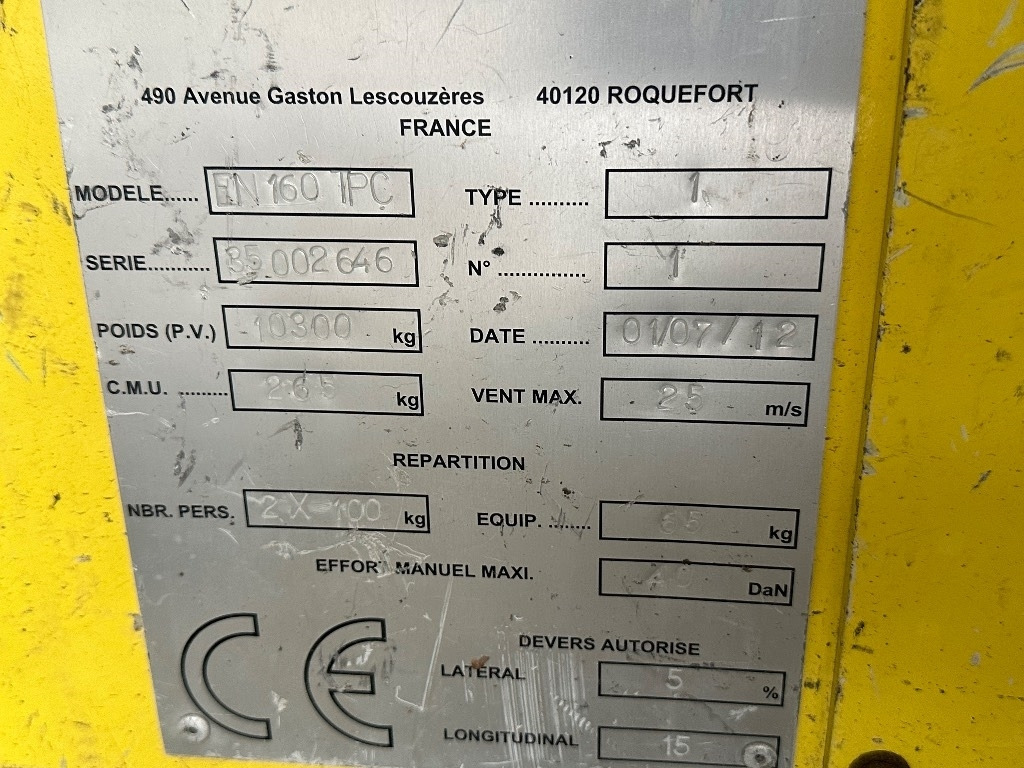 490 Avenue Gaston Lescouzères 40120 ROQUEFORT
FRANCE
MODELE...... EN 160 TPC TYPE .......... 1
SERIE........... 35 002 646 N° ............... 1
POIDS (P.V.) 10300 kg DATE .......... 01/07/12
C.M.U. ......... 265 kg VENT MAX. 25 m/s
REPARTITION
NBR. PERS. 2 X 100 kg EQUIP. ........ 65 kg
EFFORT MANUEL MAXI. DaN
DEVERS AUTORISE
CE
LATÉRAL 5 %
LONGITUDINAL 15